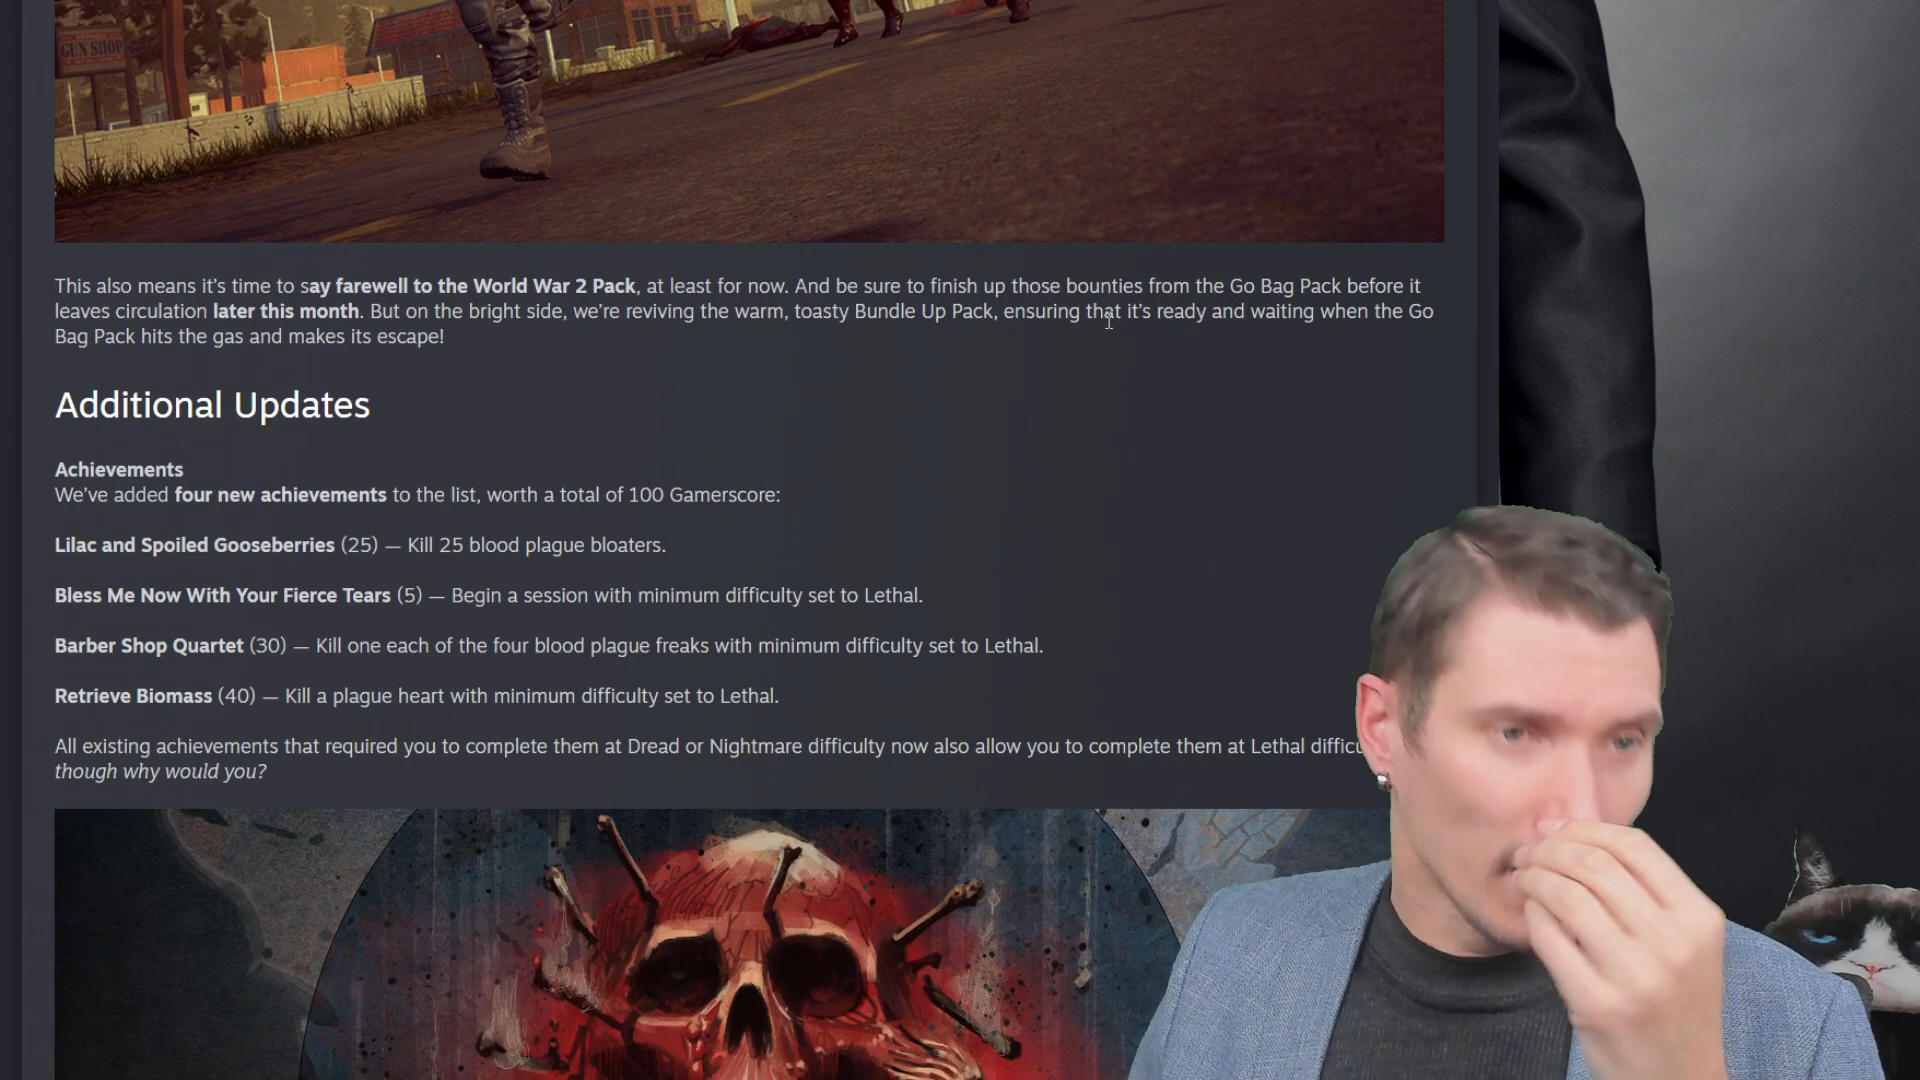 GUN SHOP
This also means it’s time to say farewell to the World War 2 Pack, at least for now. And be sure to finish up those bounties from the Go Bag Pack before it
leaves circulation later this month. But on the bright side, we’re reviving the warm, toasty Bundle Up Pack, ensuring that it’s ready and waiting when the Go
Bag Pack hits the gas and makes its escape!
Additional Updates
Achievements
We’ve added four new achievements to the list, worth a total of 100 Gamerscore:
Lilac and Spoiled Gooseberries (25) — Kill 25 blood plague bloaters.
Bless Me Now With Your Fierce Tears (5) — Begin a session with minimum difficulty set to Lethal.
Barber Shop Quartet (30) — Kill one each of the four blood plague freaks with minimum difficulty set to Lethal.
Retrieve Biomass (40) — Kill a plague heart with minimum difficulty set to Lethal.
All existing achievements that required you to complete them at Dread or Nightmare difficulty now also allow you to complete them at Lethal
though why would you?